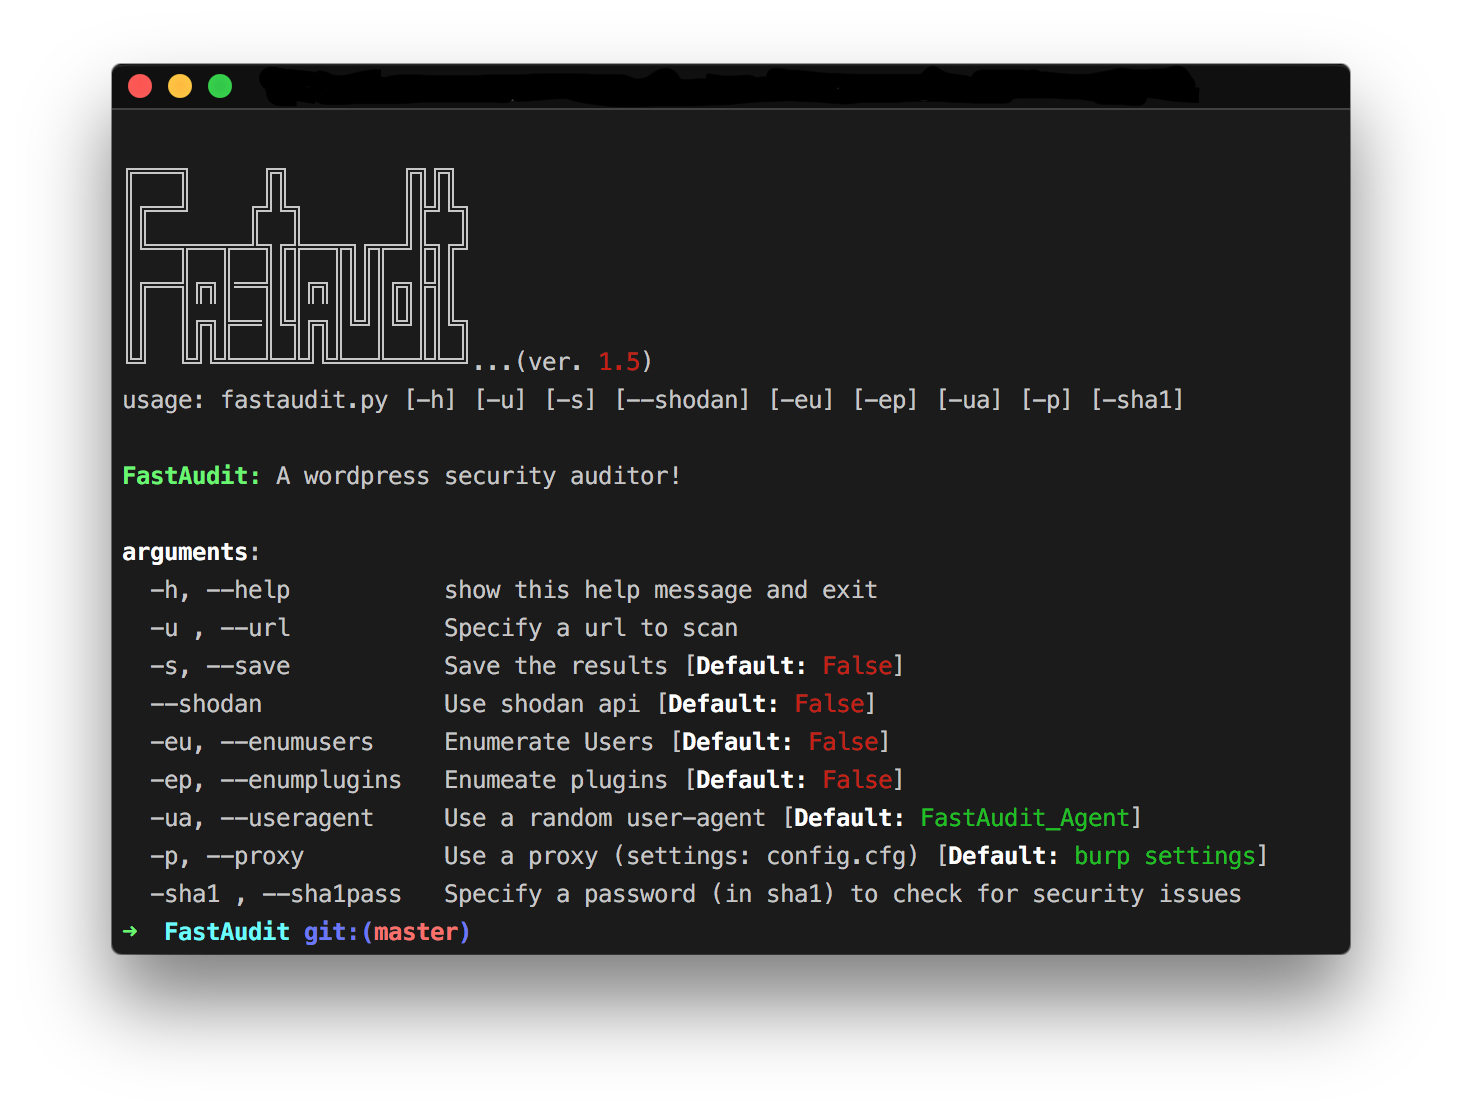 FastAudit...(ver. 1.5)
usage: fastaudit.py [-h] [-u] [-s] [--shodan] [-eu] [-ep] [-ua] [-p] [-sha1]
FastAudit: A wordpress security auditor!
arguments:
-h, --help show this help message and exit
-u , --url Specify a url to scan
-s, --save Save the results [Default: False]
--shodan Use shodan api [Default: False]
-eu, --enumusers Enumerate Users [Default: False]
-ep, --enumplugins Enumeate plugins [Default: False]
-ua, --useragent Use a random user-agent [Default: FastAudit_Agent]
-p, --proxy Use a proxy (settings: config.cfg) [Default: burp settings]
-sha1 , --sha1pass Specify a password (in sha1) to check for security issues
➜ FastAudit git:(master)